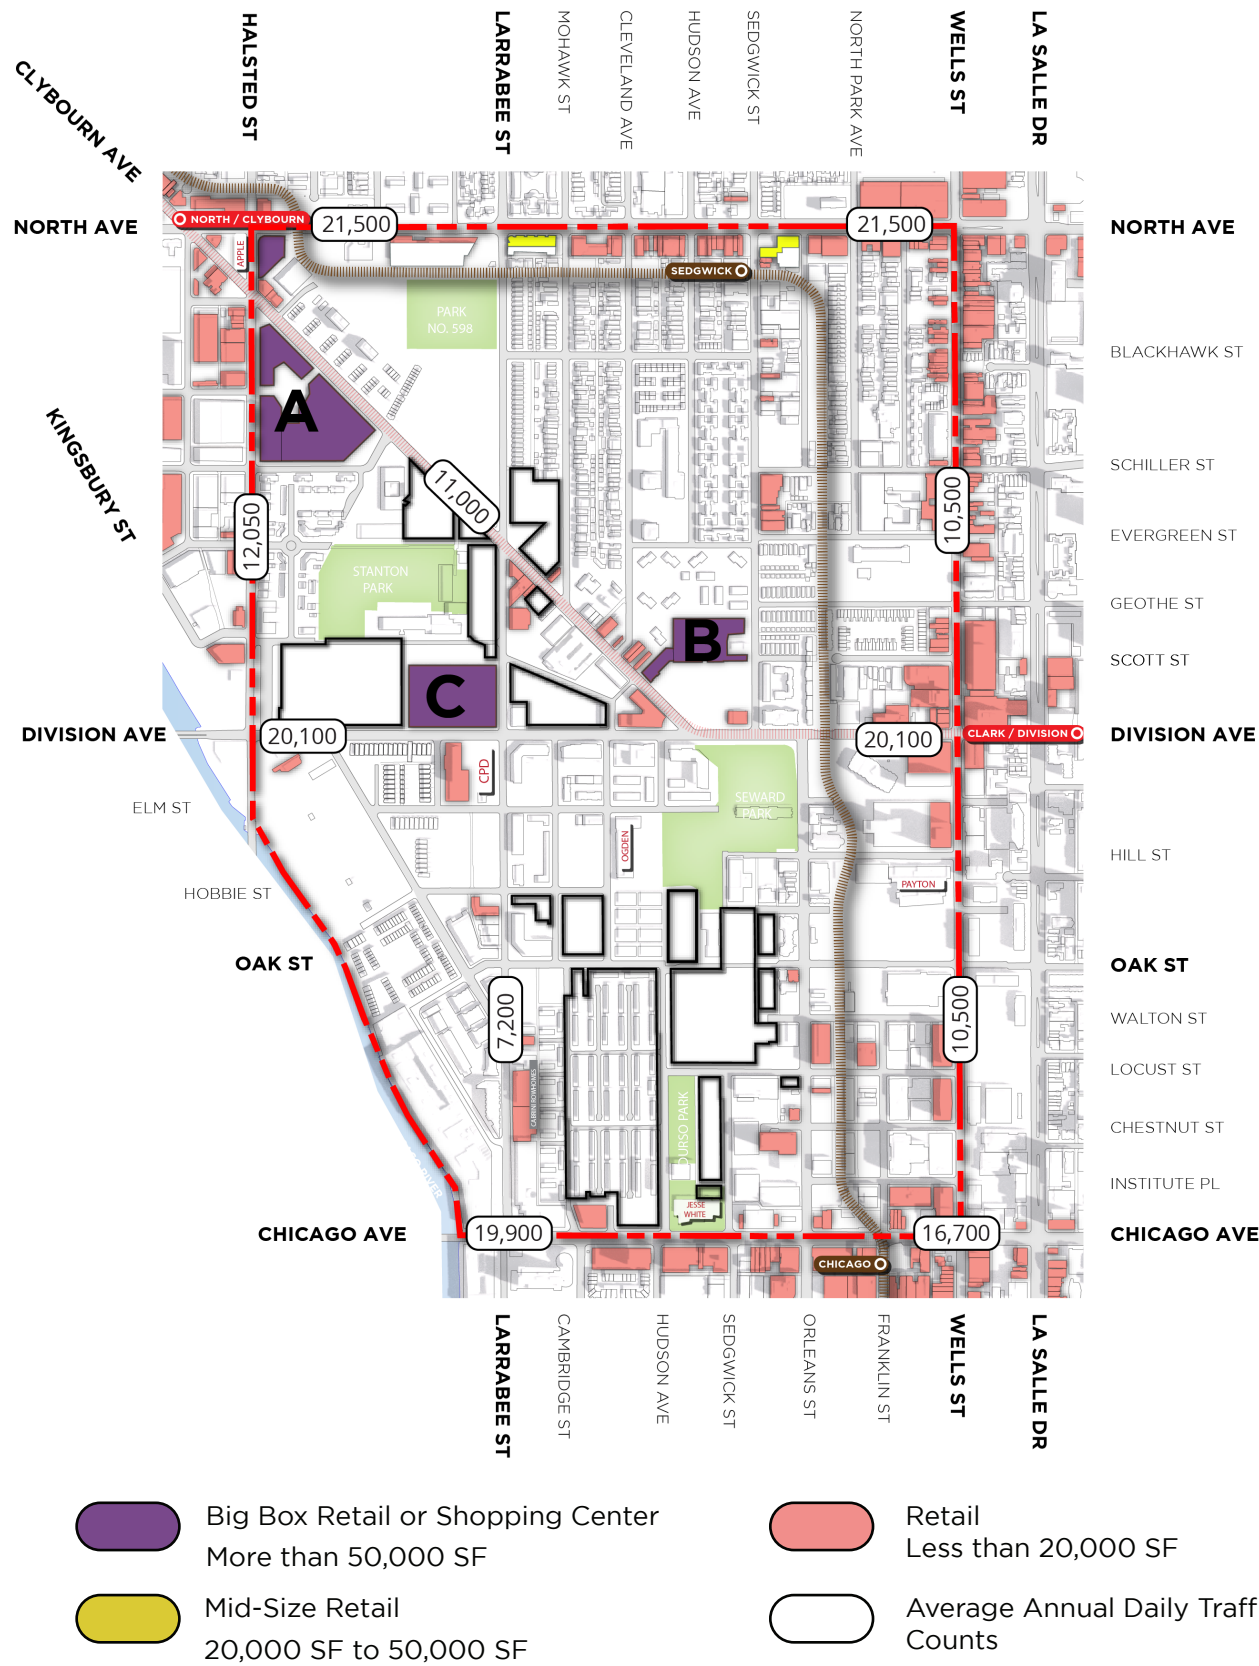 HALSTED ST
LARRABEE ST
MOHAWK ST
CLEVELAND AVE
HUDSON AVE
SEDGWICK ST
NORTH PARK AVE
WELLS ST
LA SALLE DR
CLYBOURN AVE
NORTH AVE
NORTH / CLYBOURN
21,500
21,500
NORTH AVE
APPLE
SEDGWICK
PARK
NO. 598
BLACKHAWK ST
A
KINGSBURY ST
11,000
SCHILLER ST
12,050
10,500
EVERGREEN ST
STANTON
PARK
GEOTHE ST
B
SCOTT ST
C
DIVISION AVE
20,100
20,100
CLARK / DIVISION
DIVISION AVE
CPD
ELM ST
SEWARD
PARK
OGDEN
HILL ST
HOBBIE ST
PAYTON
OAK ST
OAK ST
7,200
10,500
WALTON ST
LOCUST ST
CABRINI ROWHOMES
DURSO PARK
CHESTNUT ST
RIVER
INSTITUTE PL
JESSE
WHITE
CHICAGO AVE
19,900
16,700
CHICAGO AVE
CHICAGO
LARRABEE ST
CAMBRIDGE ST
HUDSON AVE
SEDGWICK ST
ORLEANS ST
FRANKLIN ST
WELLS ST
LA SALLE DR
Big Box Retail or Shopping Center
More than 50,000 SF
Retail
Less than 20,000 SF
Mid-Size Retail
20,000 SF to 50,000 SF
Average Annual Daily Traff
Counts